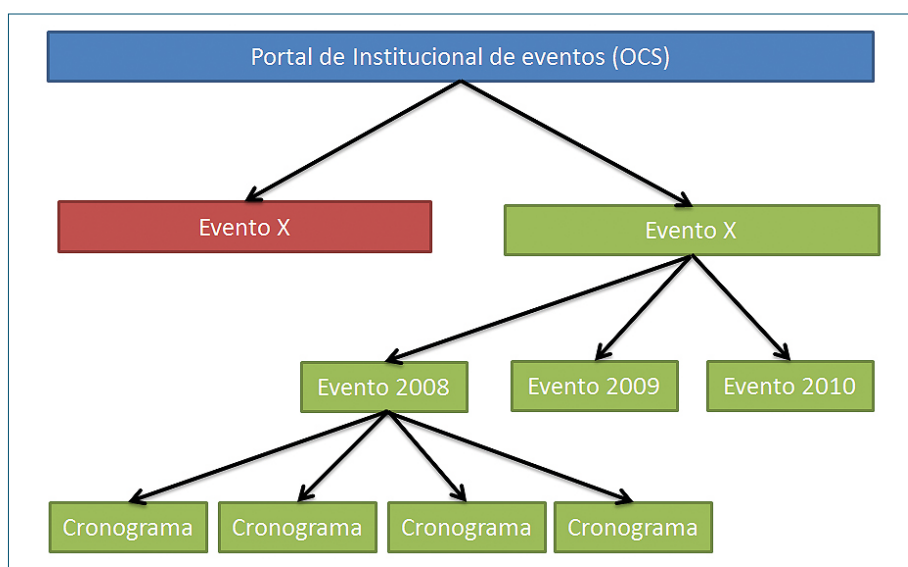 Portal de Institucional de eventos (OCS)
Evento X
Evento X
Evento 2008
Evento 2009
Evento 2010
Cronograma
Cronograma
Cronograma
Cronograma